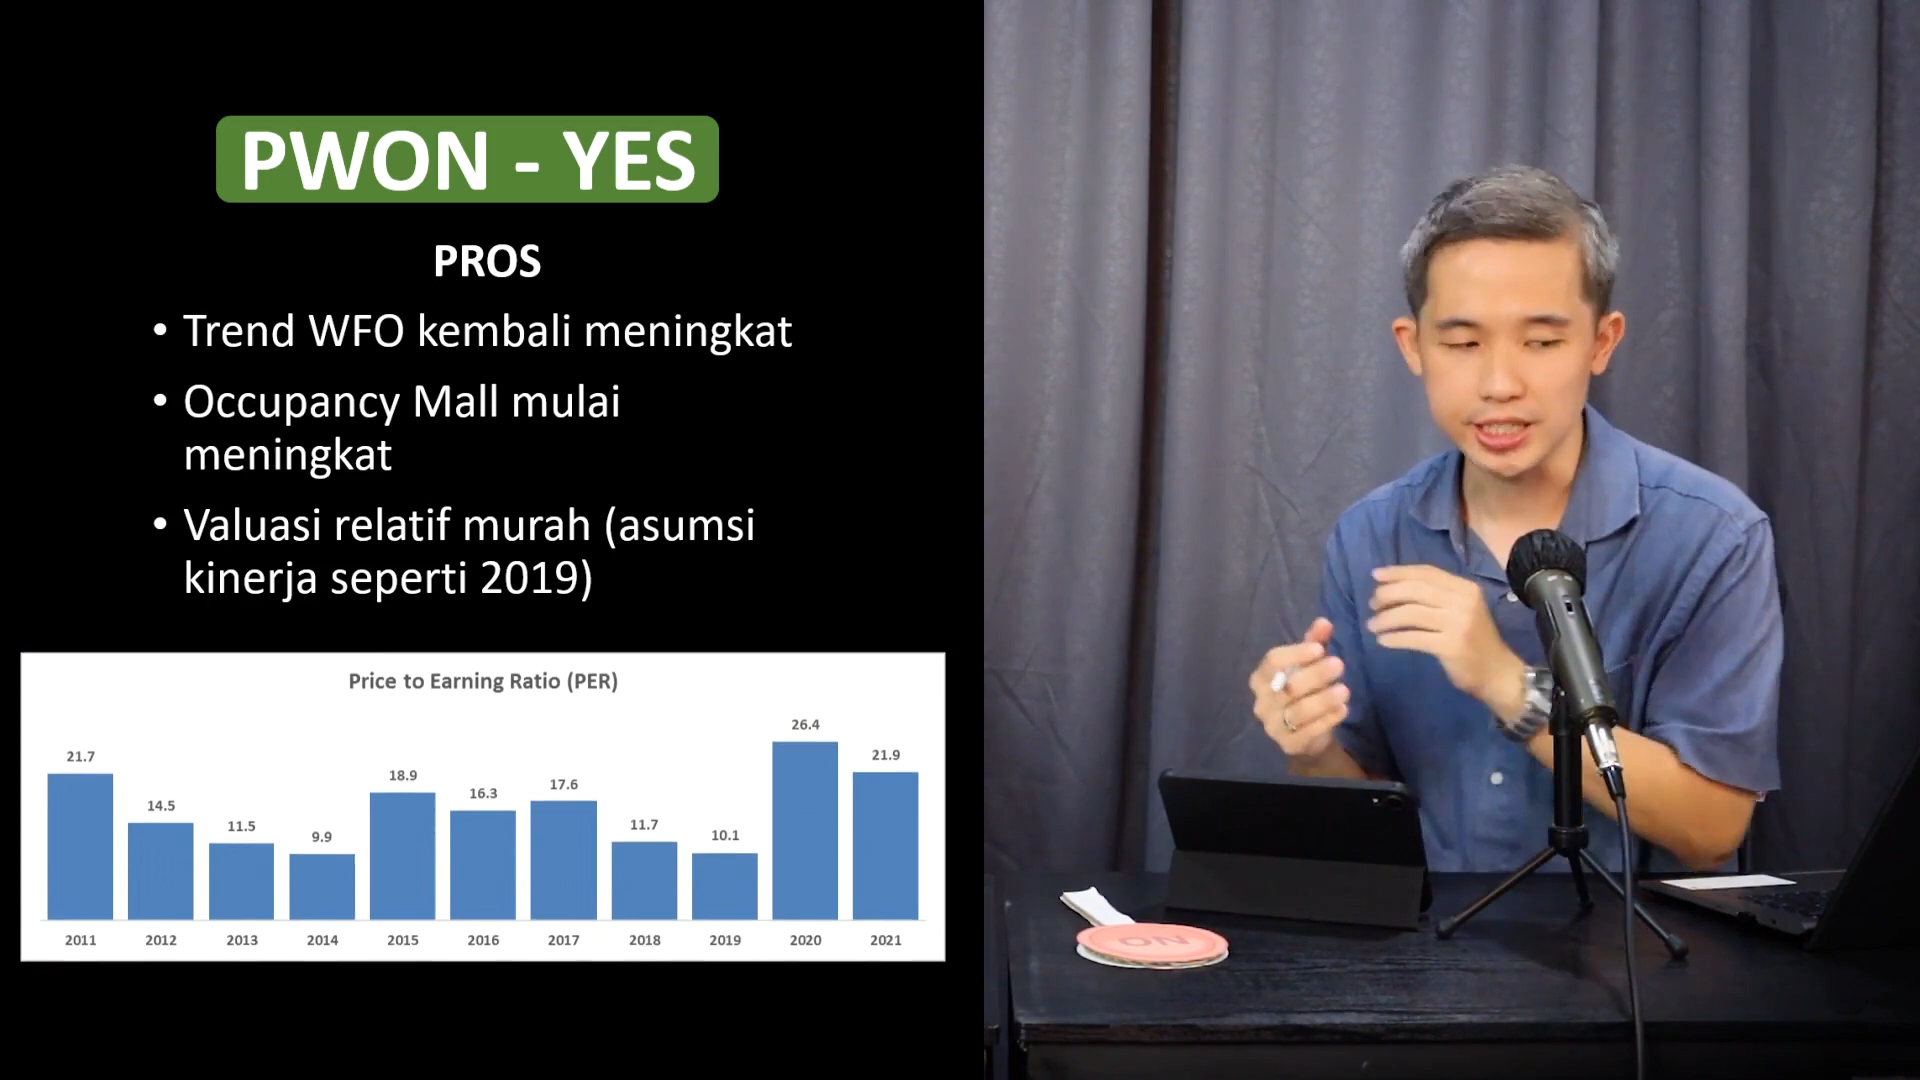 PWON - YES
PROS
• Trend WFO kembali meningkat
• Occupancy Mall mulai
meningkat
• Valuasi relatif murah (asumsi
kinerja seperti 2019)
Price to Earning Ratio (PER)
21.7 14.5 11.5 9.9 18.9 16.3 17.6 11.7 10.1 26.4 21.9
2011 2012 2013 2014 2015 2016 2017 2018 2019 2020 2021
ON